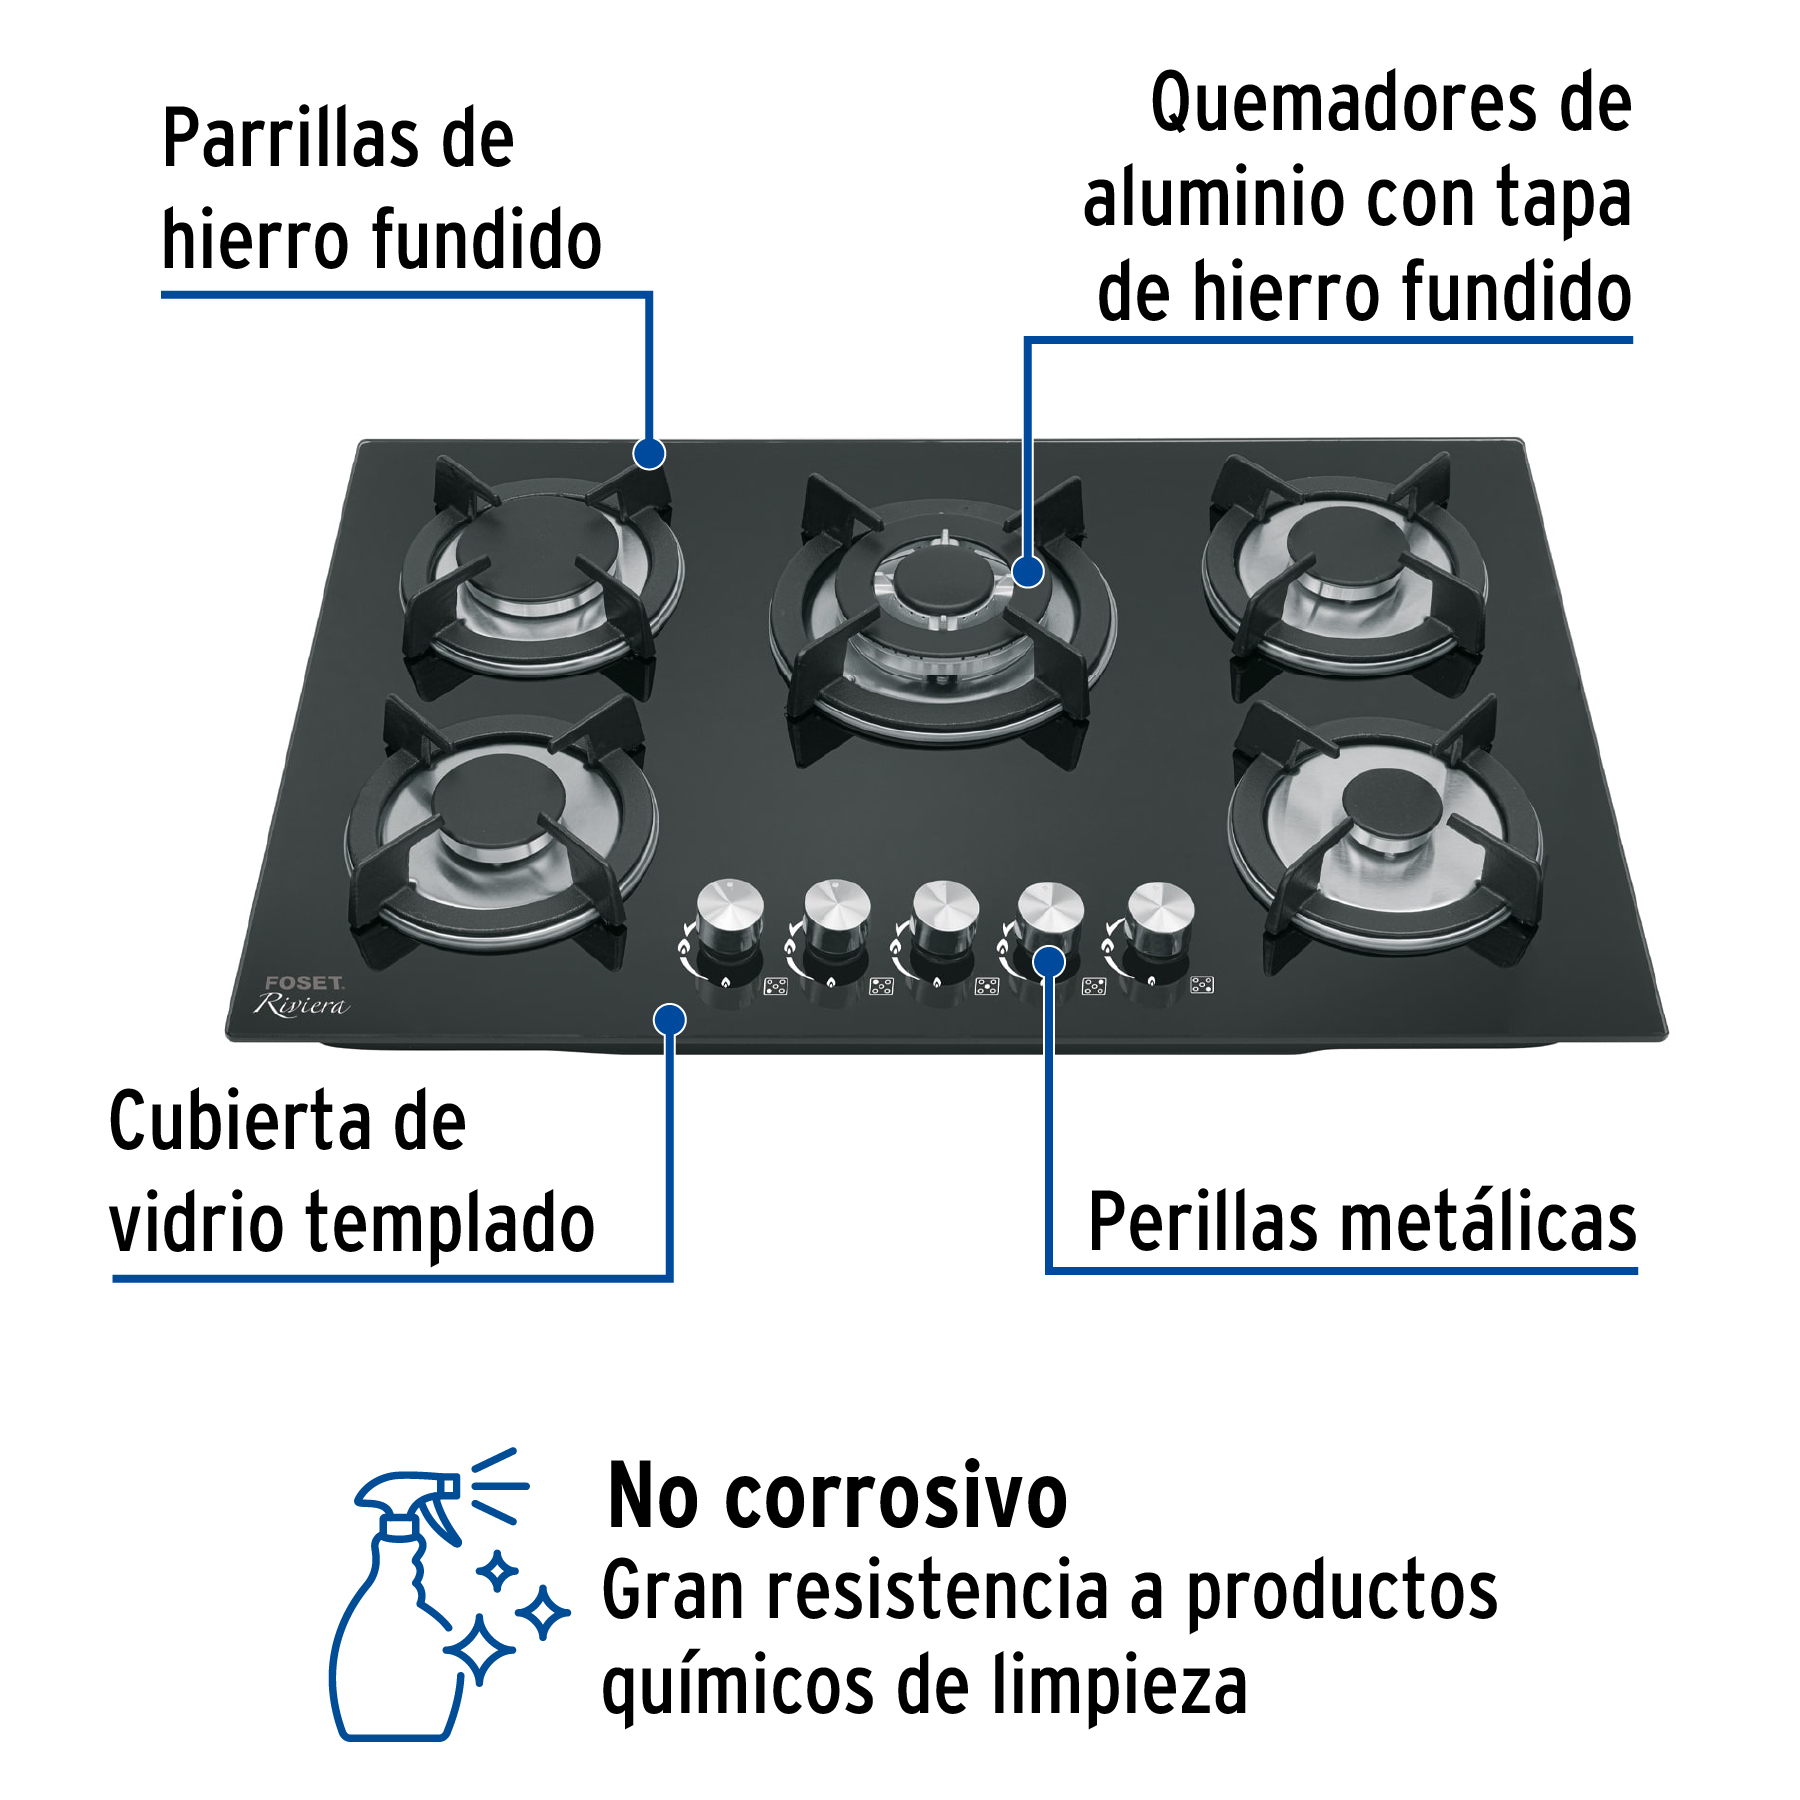 Parrillas de
hierro fundido
Quemadores de
aluminio con tapa
de hierro fundido
FOSET
Riviera
Cubierta de
vidrio templado
Perillas metálicas
No corrosivo
Gran resistencia a productos
químicos de limpieza